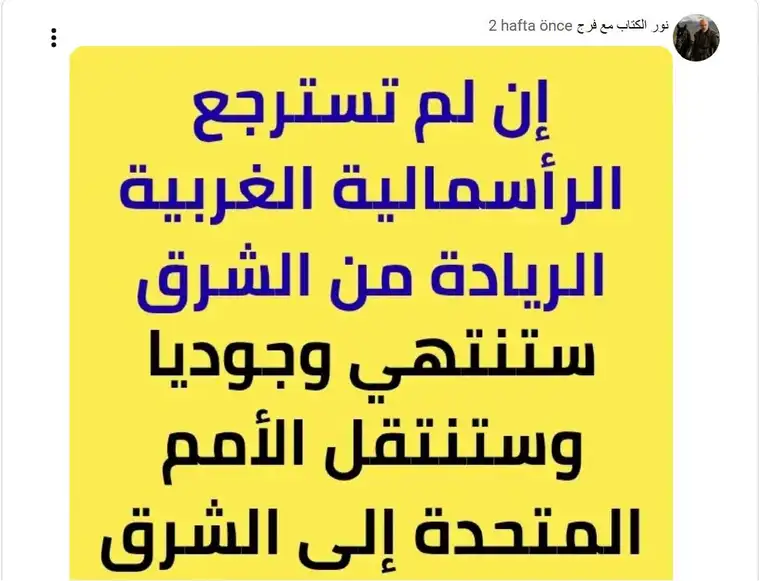 نور الكتاب مع فرج 2 hafta önce
إن لم تسترجع
الرأسمالية الغربية
الريادة من الشرق
ستنتهي وجوديا
وستنتقل الأمم
المتحدة إلى الشرق